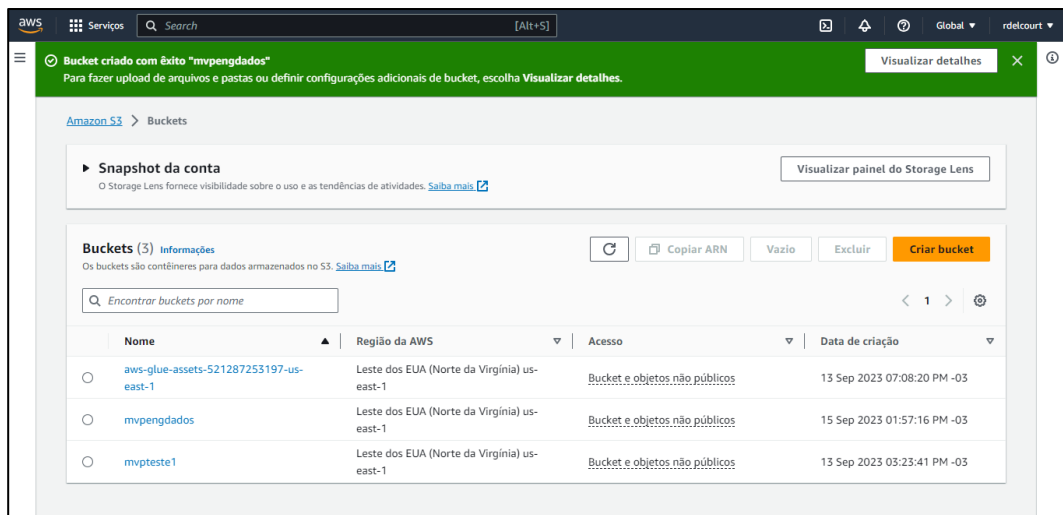 aws Serviços Search [Alt+S] Global rdelcourt
Bucket criado com êxito "mvpengdados"
Para fazer upload de arquivos e pastas ou definir configurações adicionais de bucket, escolha Visualizar detalhes.
Visualizar detalhes
Amazon S3 > Buckets
Snapshot da conta
O Storage Lens fornece visibilidade sobre o uso e as tendências de atividades. Saiba mais
Visualizar painel do Storage Lens
Buckets (3) Informações
Os buckets são contêineres para dados armazenados no S3. Saiba mais
Copiar ARN Vazio Excluir Criar bucket
Encontrar buckets por nome
< 1 >
Nome Região da AWS Acesso Data de criação
aws-glue-assets-521287253197-us-
east-1
Leste dos EUA (Norte da Virgínia) us-
east-1
Bucket e objetos não públicos
13 Sep 2023 07:08:20 PM -03
mvpengdados
Leste dos EUA (Norte da Virgínia) us-
east-1
Bucket e objetos não públicos
15 Sep 2023 01:57:16 PM -03
mvpteste1
Leste dos EUA (Norte da Virgínia) us-
east-1
Bucket e objetos não públicos
13 Sep 2023 03:23:41 PM -03